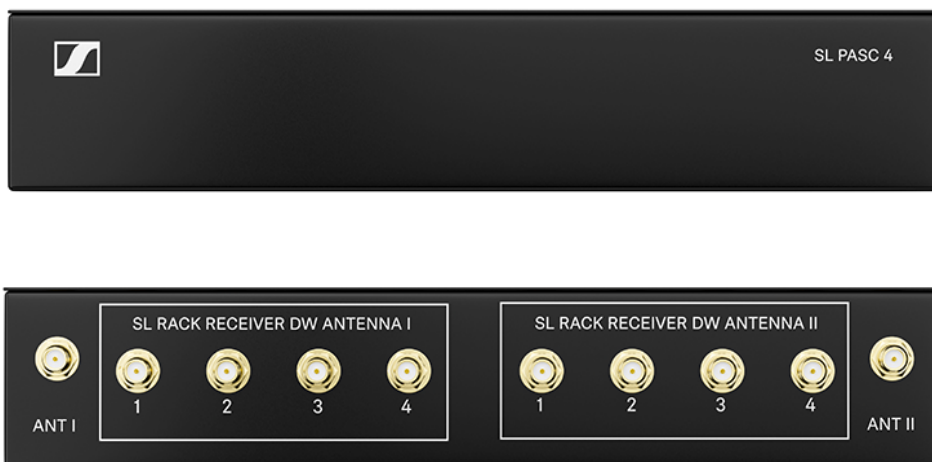 SL PASC 4
SL RACK RECEIVER DW ANTENNA I
1 2 3 4
ANT I
SL RACK RECEIVER DW ANTENNA II
1 2 3 4
ANT II